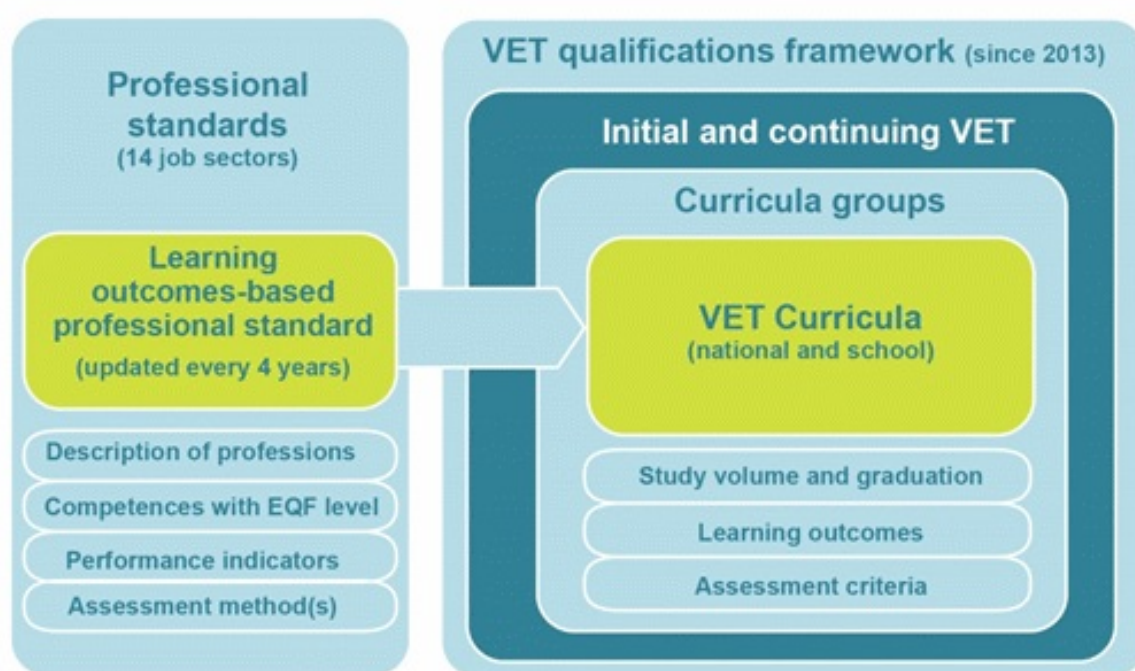 Professional
standards
(14 job sectors)
Learning
outcomes-based
professional standard
(updated every 4 years)
Description of professions
Competences with EQF level
Performance indicators
Assessment method(s)
VET qualifications framework (since 2013)
Initial and continuing VET
Curricula groups
VET Curricula
(national and school)
Study volume and graduation
Learning outcomes
Assessment criteria